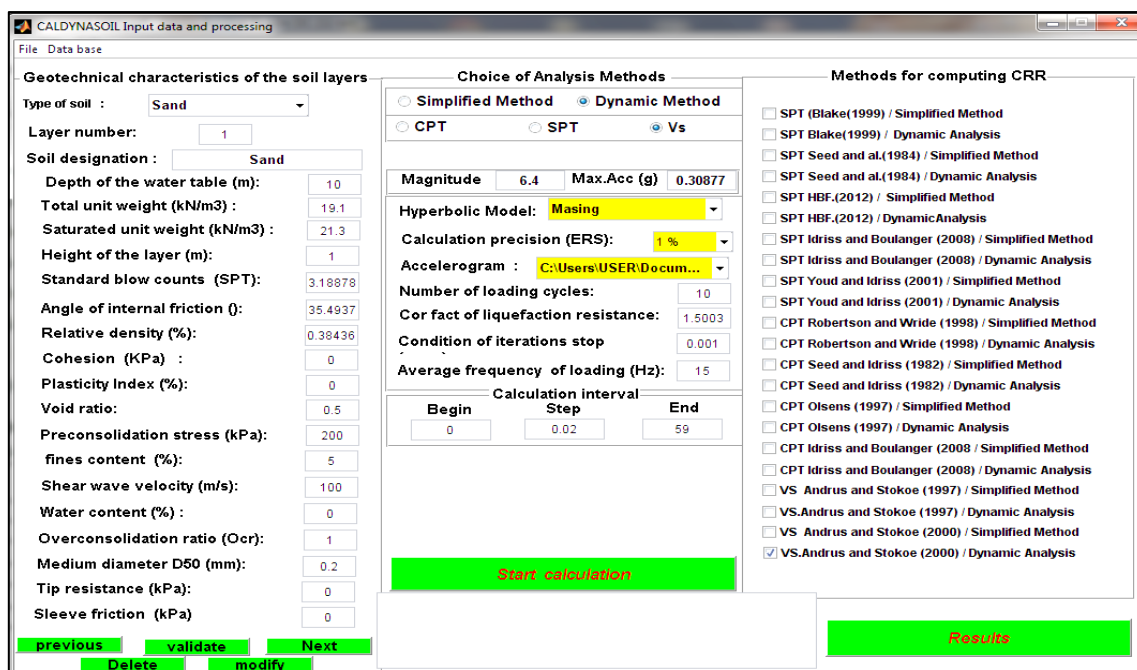 CALDYNASOIL Input data and processing
File Data base
Geotechnical characteristics of the soil layers
Type of soil : Sand
Layer number: 1
Soil designation : Sand
Depth of the water table (m): 10
Total unit weight (kN/m3) : 19.1
Saturated unit weight (kN/m3) : 21.3
Height of the layer (m): 1
Standard blow counts (SPT): 3.18878
Angle of internal friction (): 35.4937
Relative density (%): 0.38436
Cohesion (KPa) : 0
Plasticity Index (%): 0
Void ratio: 0.5
Preconsolidation stress (kPa): 200
fines content (%): 5
Shear wave velocity (m/s): 100
Water content (%) : 0
Overconsolidation ratio (Ocr): 1
Medium diameter D50 (mm): 0.2
Tip resistance (kPa): 0
Sleeve friction (kPa) 0
previous validate Next
Delete modify
Choice of Analysis Methods
Simplified Method Dynamic Method
CPT SPT Vs
Magnitude 6.4 Max.Acc (g) 0.30877
Hyperbolic Model: Masing
Calculation precision (ERS): 1 %
Accelerogram : C:\Users\USER\Docum...
Number of loading cycles: 10
Cor fact of liquefaction resistance: 1.5003
Condition of iterations stop 0.001
Average frequency of loading (Hz): 15
Calculation interval
Begin Step End
0 0.02 59
Start calculation
Methods for computing CRR
SPT (Blake(1999) / Simplified Method
SPT Blake(1999) / Dynamic Analysis
SPT Seed and al.(1984) / Simplified Method
SPT Seed and al.(1984) / Dynamic Analysis
SPT HBF.(2012) / Simplified Method
SPT HBF.(2012) / DynamicAnalysis
SPT Idriss and Boulanger (2008) / Simplified Method
SPT Idriss and Boulanger (2008) / Dynamic Analysis
SPT Youd and Idriss (2001) / Simplified Method
SPT Youd and Idriss (2001) / Dynamic Analysis
CPT Robertson and Wride (1998) / Simplified Method
CPT Robertson and Wride (1998) / Dynamic Analysis
CPT Seed and Idriss (1982) / Simplified Method
CPT Seed and Idriss (1982) / Dynamic Analysis
CPT Olsens (1997) / Simplified Method
CPT Olsens (1997) / Dynamic Analysis
CPT Idriss and Boulanger (2008 / Simplified Method
CPT Idriss and Boulanger (2008) / Dynamic Analysis
VS Andrus and Stokoe (1997) / Simplified Method
VS.Andrus and Stokoe (1997) / Dynamic Analysis
VS Andrus and Stokoe (2000) / Simplified Method
VS.Andrus and Stokoe (2000) / Dynamic Analysis
Results